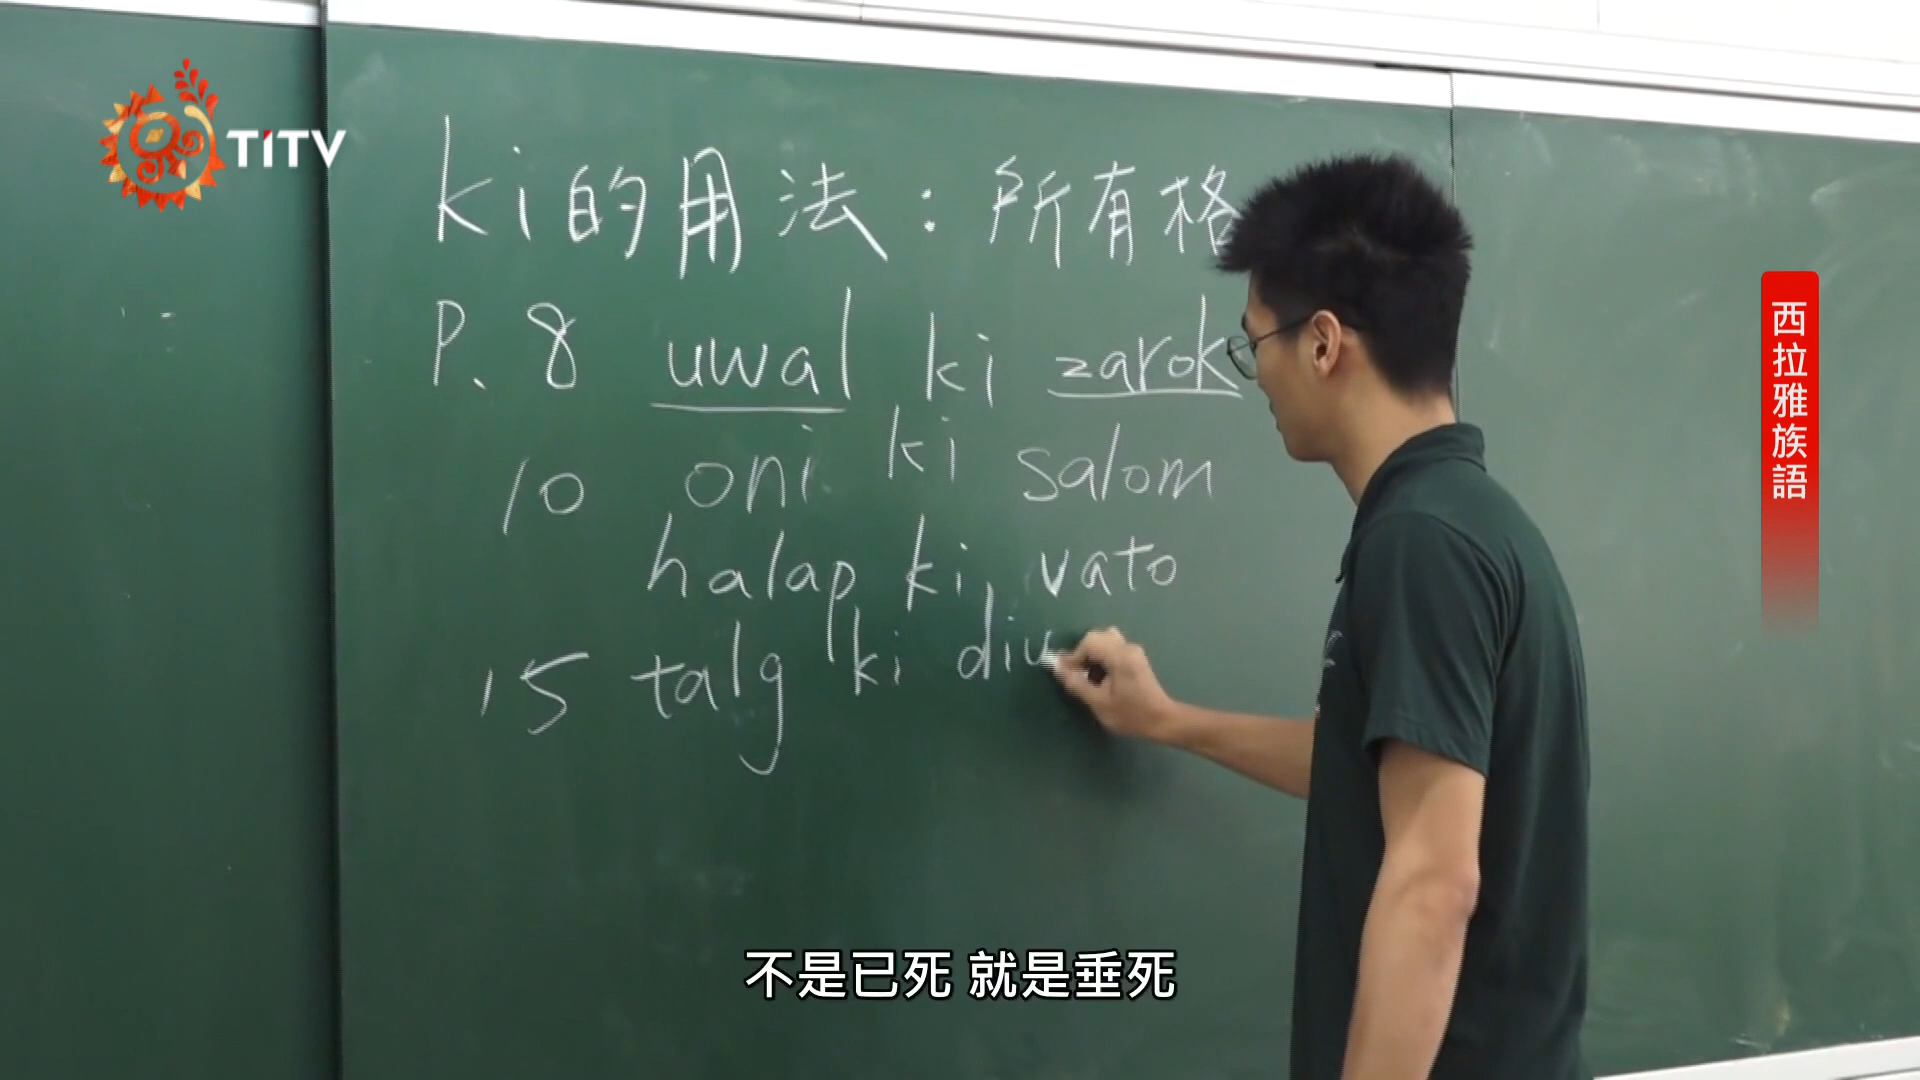 TITV
ki的用法：所有格
P. 8 uwal ki zarok
10 oni ki salom
halap ki vato
15 talg ki diu
西拉雅族語
不是已死 就是垂死